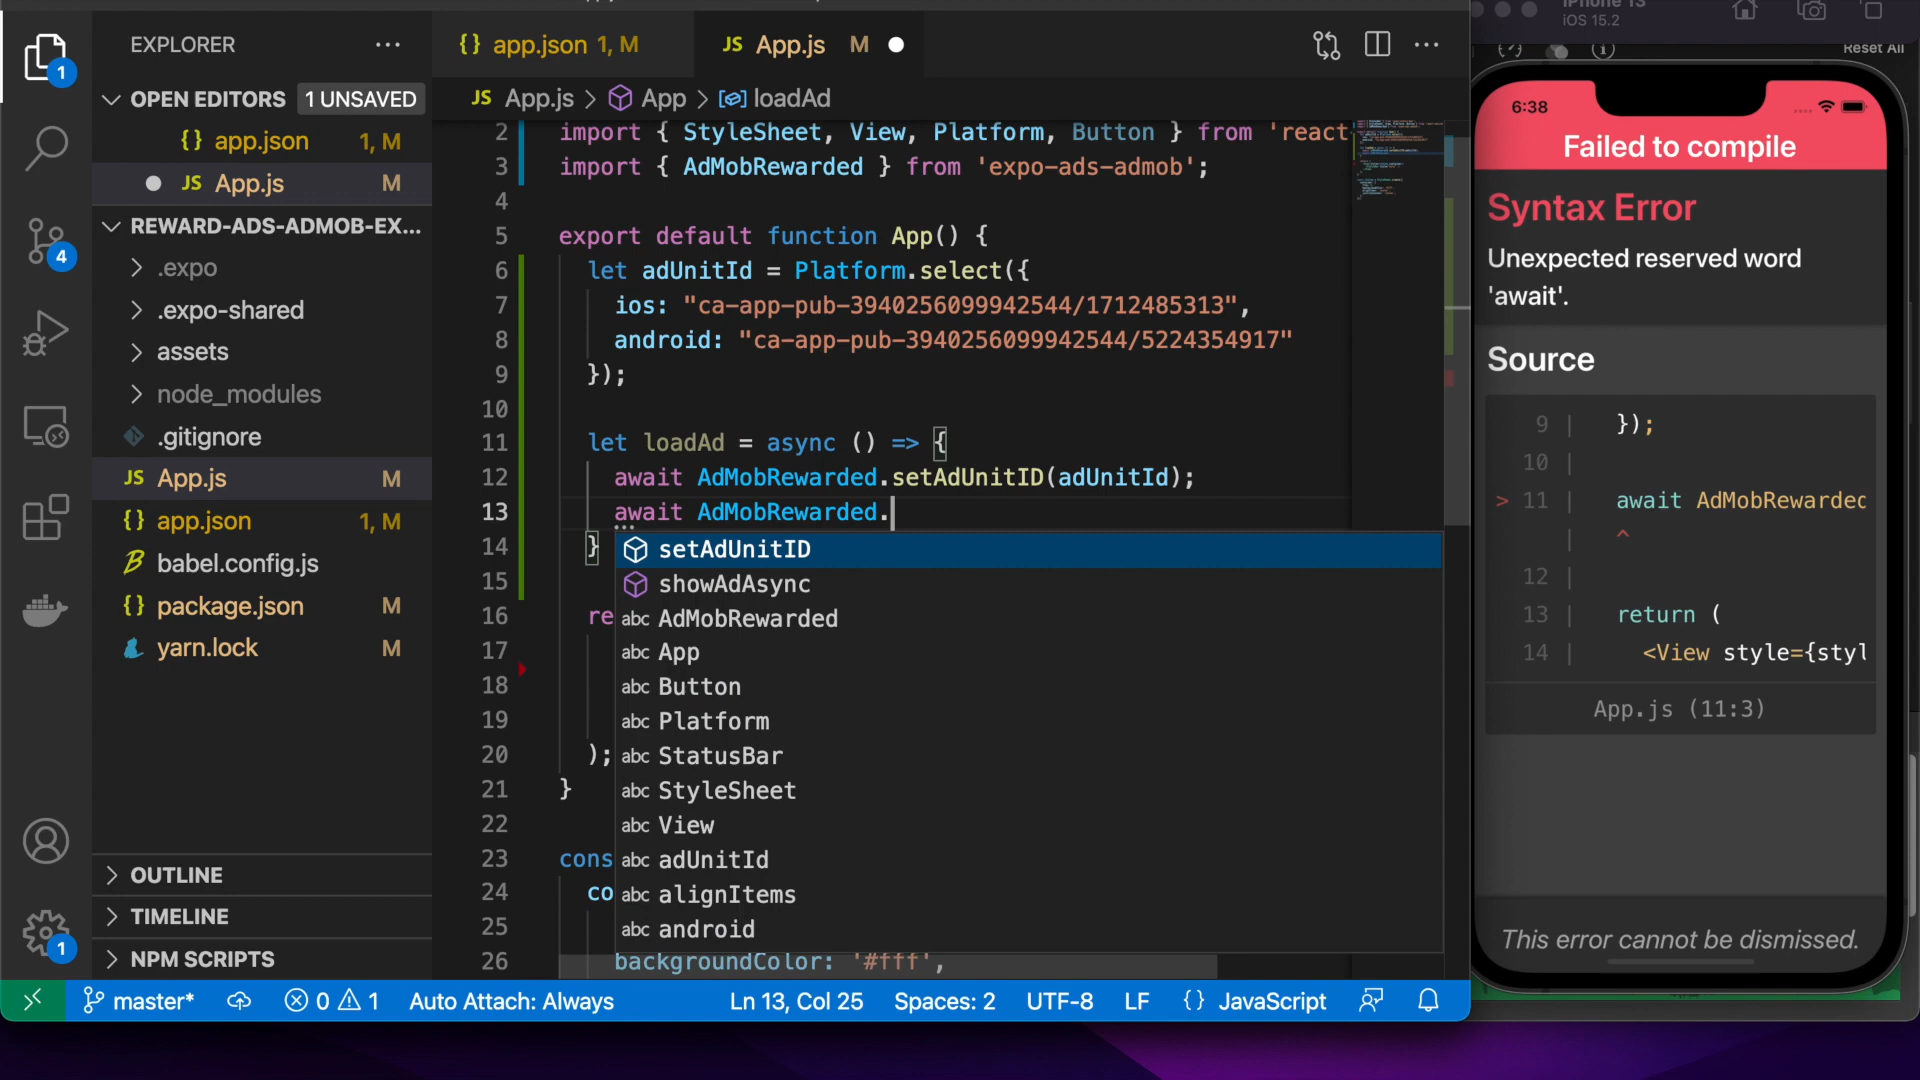 EXPLORER
OPEN EDITORS 1 UNSAVED
{} app.json 1, M
JS App.js M
REWARD-ADS-ADMOB-EX...
.expo
.expo-shared
assets
node_modules
.gitignore
JS App.js M
{} app.json 1, M
babel.config.js
{} package.json M
yarn.lock M
OUTLINE
TIMELINE
NPM SCRIPTS
1
4
1
{} app.json 1, M
JS App.js M
JS App.js > App > loadAd
2 import { StyleSheet, View, Platform, Button } from 'react
3 import { AdMobRewarded } from 'expo-ads-admob';
4
5 export default function App() {
6 let adUnitId = Platform.select({
7 ios: "ca-app-pub-3940256099942544/1712485313",
8 android: "ca-app-pub-3940256099942544/5224354917"
9 });
10
11 let loadAd = async () => {
12 await AdMobRewarded.setAdUnitID(adUnitId);
13 await AdMobRewarded.
14 }
15
16 re
17
18
19
20 );
21 }
22
23 cons
24 co
25
26 backgroundColor: '#fff',
setAdUnitID
showAdAsync
abc AdMobRewarded
abc App
abc Button
abc Platform
abc StatusBar
abc StyleSheet
abc View
abc adUnitId
abc alignItems
abc android
master* 0 1 Auto Attach: Always Ln 13, Col 25 Spaces: 2 UTF-8 LF {} JavaScript
iPhone 13
iOS 15.2
Reset All
6:38
Failed to compile
Syntax Error
Unexpected reserved word
'await'.
Source
9 | });
10 |
> 11 | await AdMobRewarded
| ^
12 |
13 | return (
14 | <View style={styl
App.js (11:3)
This error cannot be dismissed.